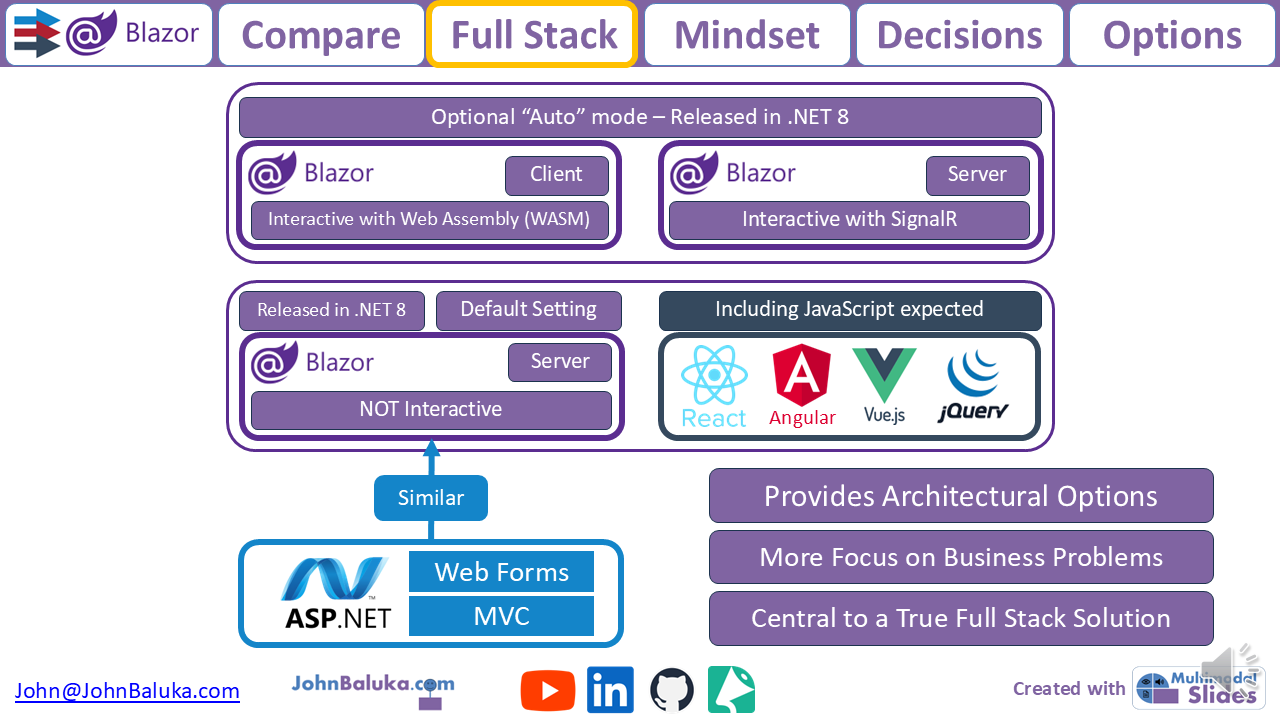 Blazor
Compare
Full Stack
Mindset
Decisions
Options
Optional “Auto” mode – Released in .NET 8
Blazor
Client
Interactive with Web Assembly (WASM)
Blazor
Server
Interactive with SignalR
Released in .NET 8
Default Setting
Including JavaScript expected
Blazor
Server
NOT Interactive
React
Angular
Vue.js
jQuery
Similar
ASP.NET
TM
Web Forms
MVC
Provides Architectural Options
More Focus on Business Problems
Central to a True Full Stack Solution
John@JohnBaluka.com
JohnBaluka.com
in
Created with
Multimodal
Slides